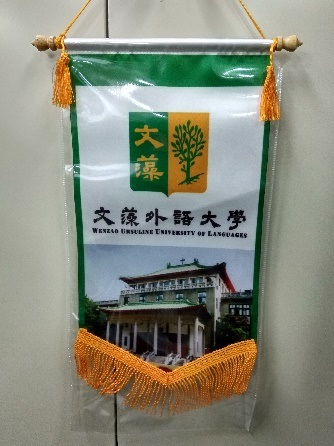 文藻
文藻外語大學
WENZAO URSULINE UNIVERSITY OF LANGUAGES